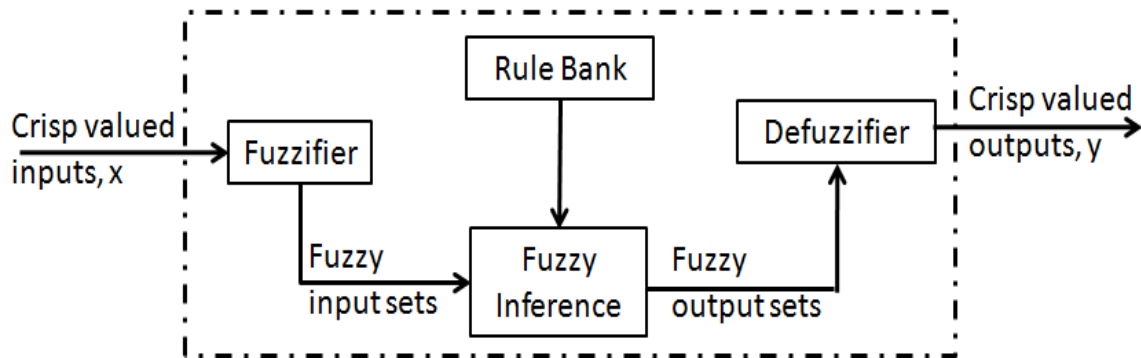 Rule Bank
Crisp valued
inputs, x
Fuzzifier
Defuzzifier
Crisp valued
outputs, y
Fuzzy
input sets
Fuzzy
Inference
Fuzzy
output sets